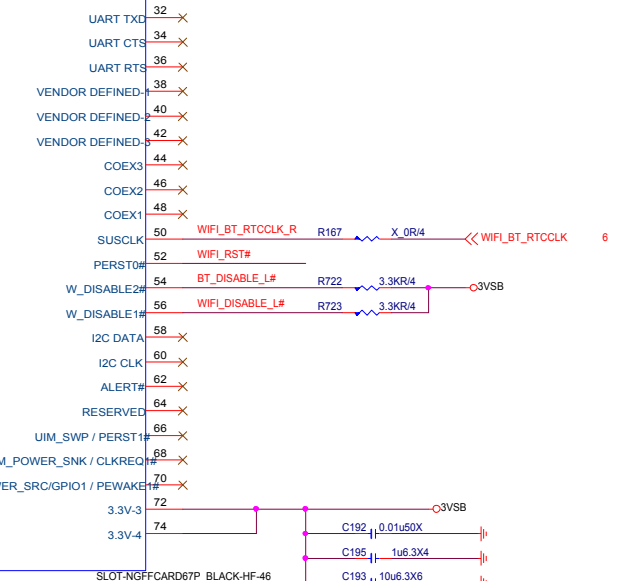 UART TXD 32
UART CTS 34
UART RTS 36
VENDOR DEFINED-1 38
VENDOR DEFINED-2 40
VENDOR DEFINED-3 42
COEX3 44
COEX2 46
COEX1 48
SUSCLK 50 WIFI_BT_RTCCLK_R R167 X_0R/4 WIFI_BT_RTCCLK 6
PERST0# 52 WIFI_RST#
W_DISABLE2# 54 BT_DISABLE_L# R722 3.3KR/4 3VSB
W_DISABLE1# 56 WIFI_DISABLE_L# R723 3.3KR/4
I2C DATA 58
I2C CLK 60
ALERT# 62
RESERVED 64
UIM_SWP / PERST1# 66
M_POWER_SNK / CLKREQ1# 68
ER_SRC/GPIO1 / PEWAKE1# 70
3.3V-3 72 3VSB
3.3V-4 74 C192 0.01u50X
C195 1u6.3X4
SLOT-NGFFCARD67P_BLACK-HF-46 C193 10u6.3X6